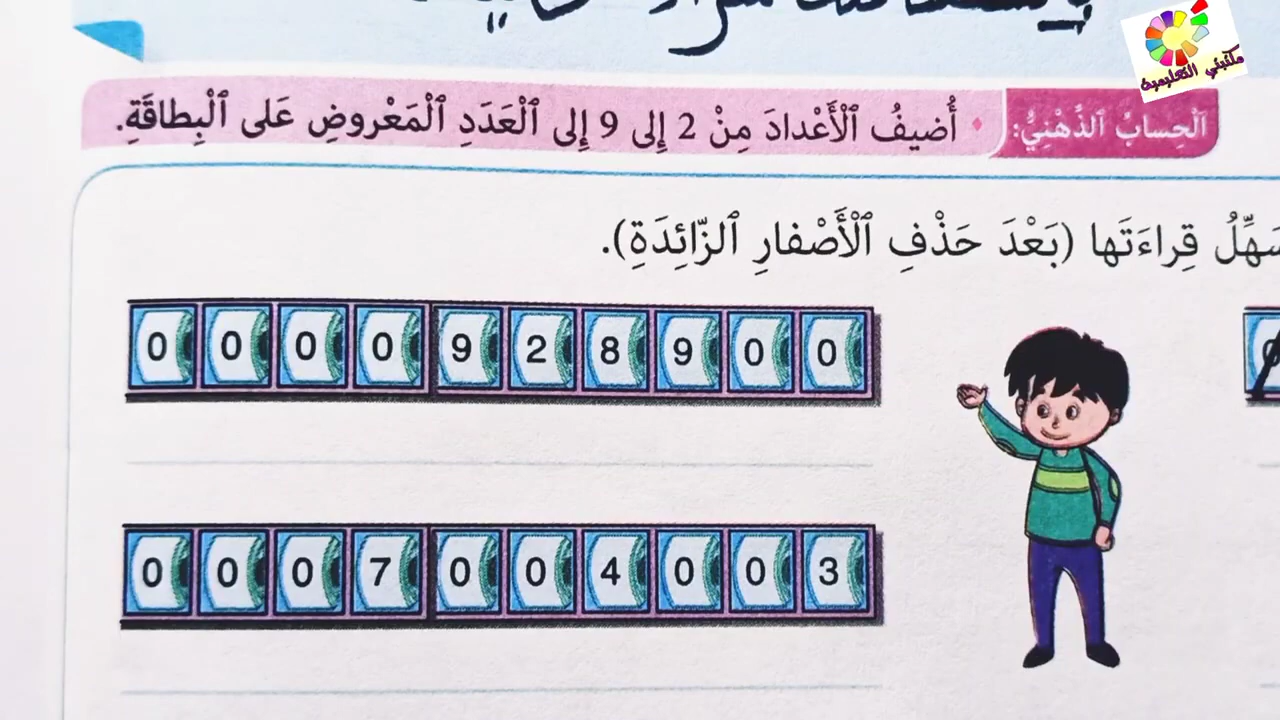 مكتبتي التعليمية
اَلْحِسابُ ٱلذِّهْنِيُّ: • أُضيفُ ٱلْأَعْدادَ مِنْ 2 إِلى 9 إِلى ٱلْعَدَدِ ٱلْمَعْروضِ عَلى ٱلْبِطاقَةِ.
قِراءَتَها (بَعْدَ حَذْفِ ٱلْأَصْفارِ ٱلزّائِدَةِ).
0 0 0 0 9 2 8 9 0 0
0 0 0 7 0 0 4 0 0 3